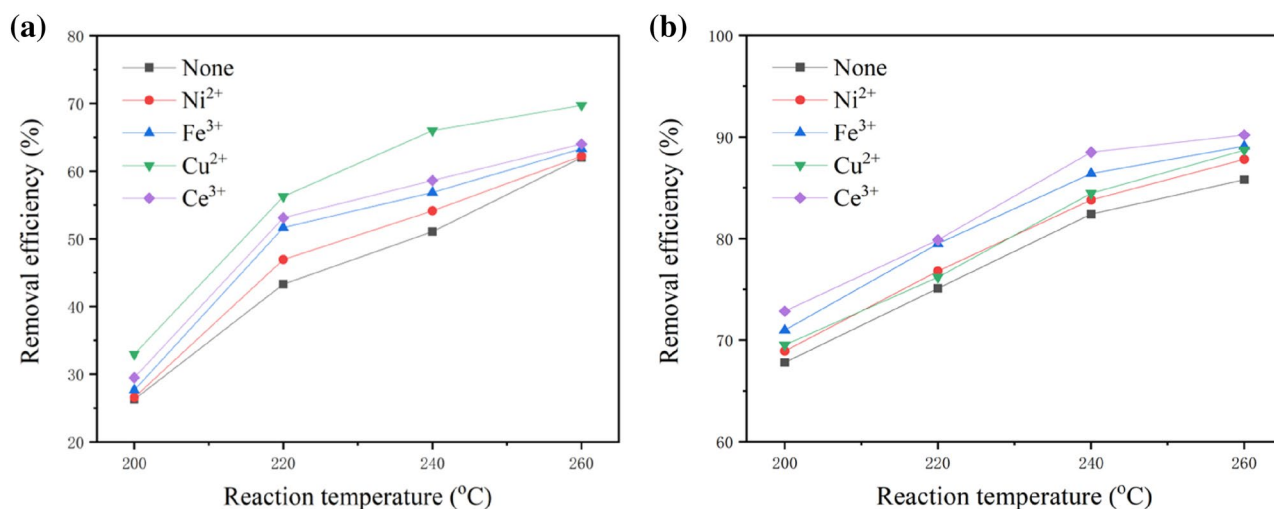 (a)
80
70
60
50
40
30
20
Removal efficiency (%)
None
Ni²⁺
Fe³⁺
Cu²⁺
Ce³⁺
200 220 240 260
Reaction temperature (°C)
(b)
100
90
80
70
60
Removal efficiency (%)
None
Ni²⁺
Fe³⁺
Cu²⁺
Ce³⁺
200 220 240 260
Reaction temperature (°C)